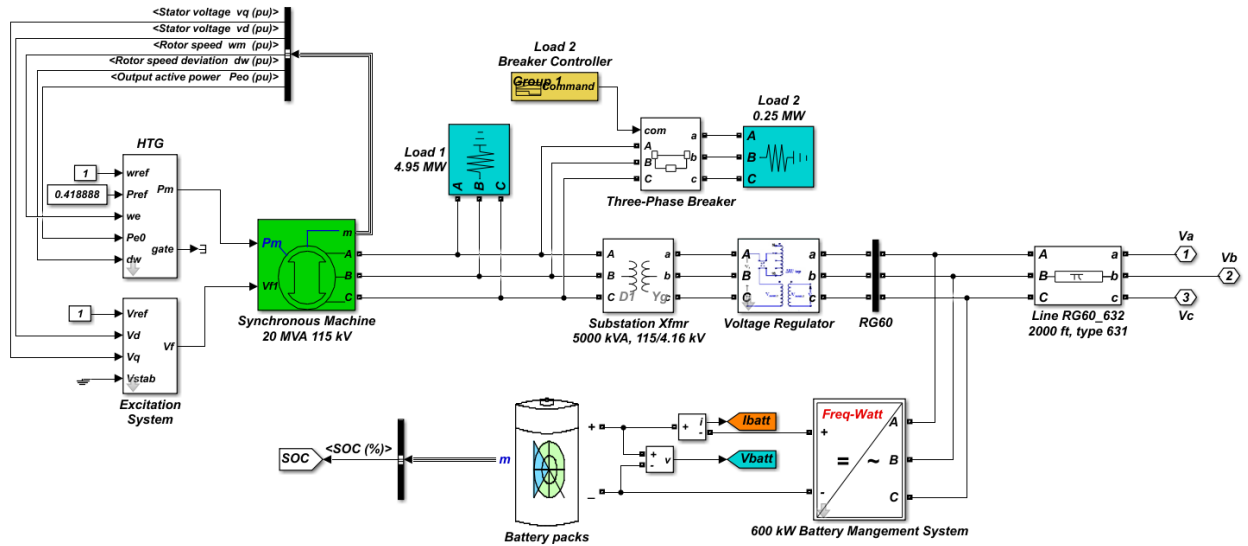 <Stator voltage vq (pu)>
<Stator voltage vd (pu)>
<Rotor speed wm (pu)>
<Rotor speed deviation dw (pu)>
<Output active power Peo (pu)>
HTG
1
wref
0.418888
Pref
Pm
we
Pe0
gate
dw
1
Vref
Vd
Vf
Vq
Vstab
Excitation
System
Pm
m
A
B
Vf1
C
Synchronous Machine
20 MVA 115 kV
Load 1
4.95 MW
A B C
Load 2
Breaker Controller
Group 1
Command
com
A a
B b
C c
Three-Phase Breaker
Load 2
0.25 MW
A
B
C
A a
B b
C c
D1 Yg
Substation Xfmr
5000 kVA, 115/4.16 kV
A a
B b
C c
Voltage Regulator
RG60
A a
B b
C c
Line RG60_632
2000 ft, type 631
Va
1
Vb
2
3
Vc
SOC
<SOC (%)>
m
+
_
Battery packs
+ i
-
+
- v
Ibatt
Vbatt
Freq-Watt
A
+
= ~
B
-
C
600 kW Battery Mangement System